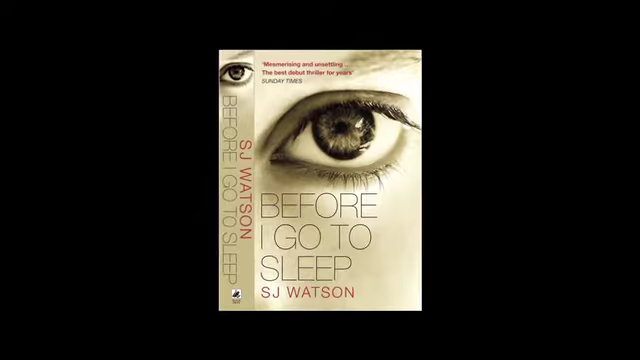 'Mesmerising and unsettling ...
The best debut thriller for years'
SUNDAY TIMES
BEFORE
I GO TO
SLEEP
SJ WATSON
SJ WATSON
BEFORE I GO TO SLEEP